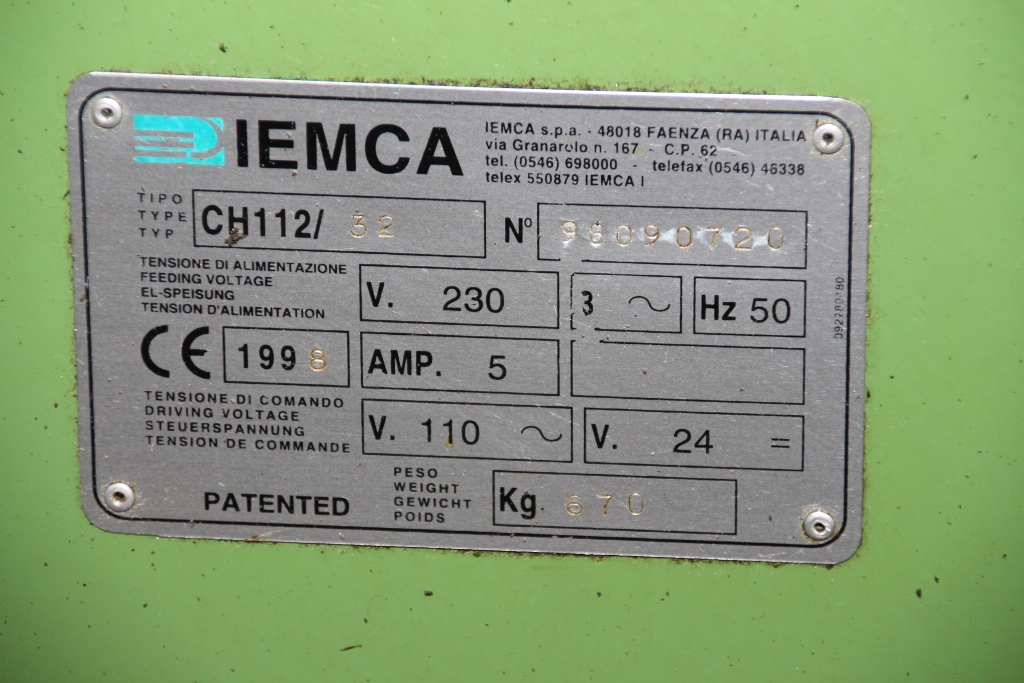 IEMCA
IEMCA s.p.a. - 48018 FAENZA (RA) ITALIA
via Granarolo n. 167 - C.P. 62
tel. (0546) 698000 - telefax (0546) 46338
telex 550879 IEMCA I
TIPO
TYPE
TYP
CH112/ 32
Nº 98090720
TENSIONE DI ALIMENTAZIONE
FEEDING VOLTAGE
EL-SPEISUNG
TENSION D'ALIMENTATION
V. 230
3 ~
Hz 50
CE
1998
AMP. 5
TENSIONE DI COMANDO
DRIVING VOLTAGE
STEUERSPANNUNG
TENSION DE COMMANDE
V. 110 ~
V. 24 =
PATENTED
PESO
WEIGHT
GEWICHT
POIDS
Kg. 670